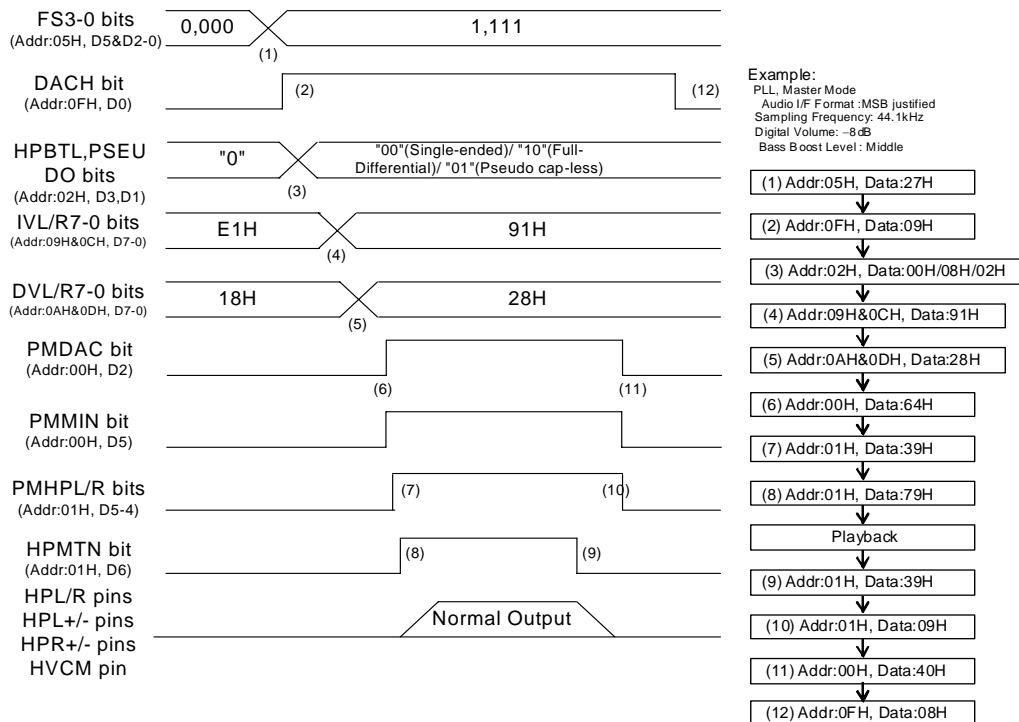 FS3-0 bits
(Addr:05H, D5&D2-0)
0,000
1,111
(1)
DACH bit
(Addr:0FH, D0)
(2)
(12)
HPBTL,PSEU
DO bits
(Addr:02H, D3,D1)
"0"
"00"(Single-ended)/ "10"(Full-
Differential)/ "01"(Pseudo cap-less)
(3)
IVL/R7-0 bits
(Addr:09H&0CH, D7-0)
E1H
91H
(4)
DVL/R7-0 bits
(Addr:0AH&0DH, D7-0)
18H
28H
(5)
PMDAC bit
(Addr:00H, D2)
(6)
(11)
PMMIN bit
(Addr:00H, D5)
PMHPL/R bits
(Addr:01H, D5-4)
(7)
(10)
HPMTN bit
(Addr:01H, D6)
(8)
(9)
HPL/R pins
HPL+/- pins
HPR+/- pins
HVCM pin
Normal Output
Example:
PLL, Master Mode
Audio I/F Format :MSB justified
Sampling Frequency: 44.1kHz
Digital Volume: −8dB
Bass Boost Level : Middle
(1) Addr:05H, Data:27H
(2) Addr:0FH, Data:09H
(3) Addr:02H, Data:00H/08H/02H
(4) Addr:09H&0CH, Data:91H
(5) Addr:0AH&0DH, Data:28H
(6) Addr:00H, Data:64H
(7) Addr:01H, Data:39H
(8) Addr:01H, Data:79H
Playback
(9) Addr:01H, Data:39H
(10) Addr:01H, Data:09H
(11) Addr:00H, Data:40H
(12) Addr:0FH, Data:08H